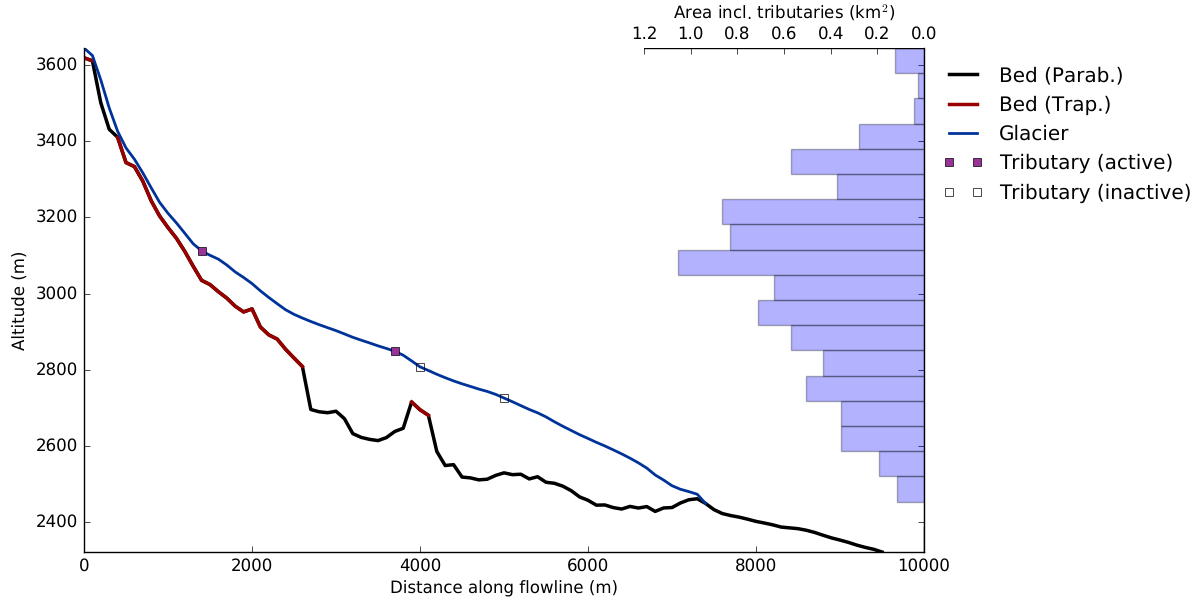 Area incl. tributaries (km²)
1.2 1.0 0.8 0.6 0.4 0.2 0.0
3600
3400
3200
3000
2800
2600
2400
Altitude (m)
0 2000 4000 6000 8000 10000
Distance along flowline (m)
Bed (Parab.)
Bed (Trap.)
Glacier
Tributary (active)
Tributary (inactive)